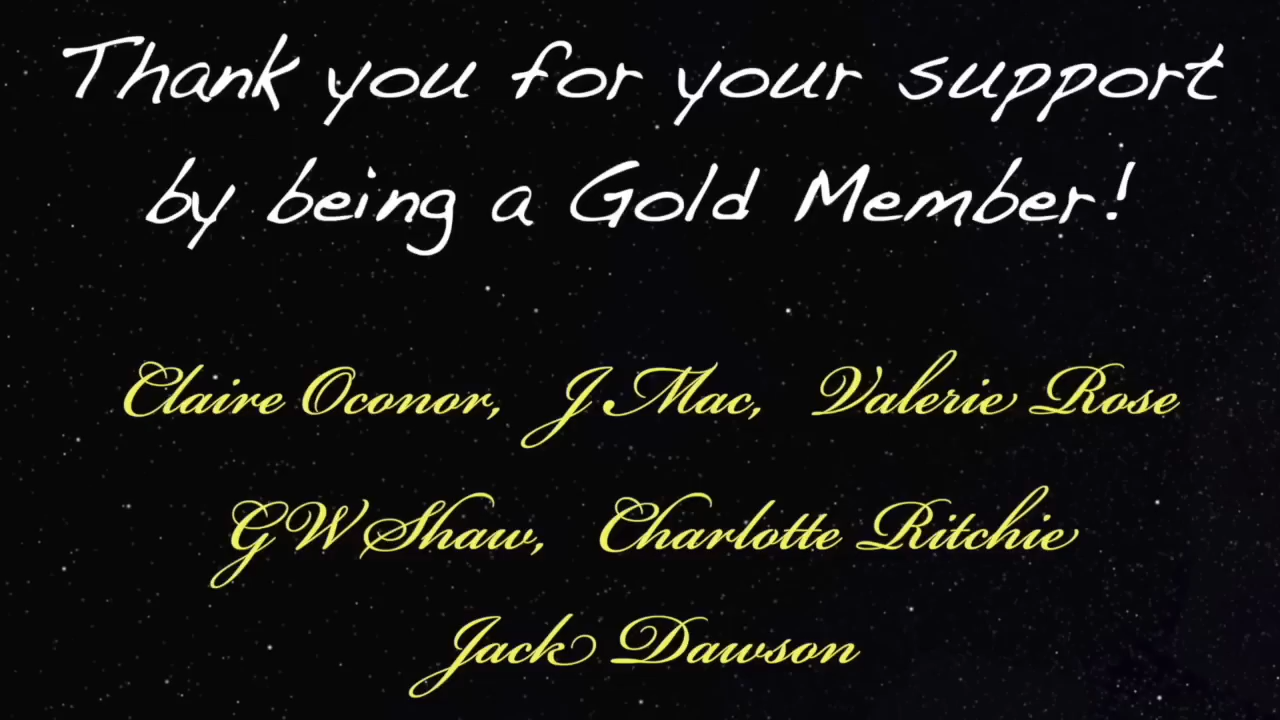 Thank you for your support
by being a Gold Member!
Claire Oconor, J Mac, Valerie Rose
GW Shaw, Charlotte Ritchie
Jack Dawson